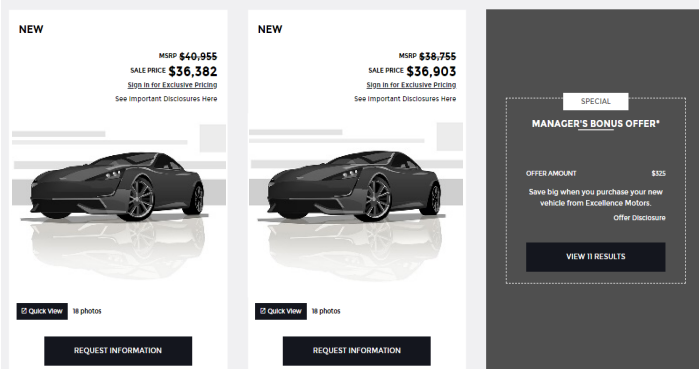 NEW
MSRP $40,955
SALE PRICE $36,382
Sign In for Exclusive Pricing
See Important Disclosures Here
Quick View 18 photos
REQUEST INFORMATION
NEW
MSRP $38,755
SALE PRICE $36,903
Sign In for Exclusive Pricing
See Important Disclosures Here
Quick View 18 photos
REQUEST INFORMATION
SPECIAL
MANAGER'S BONUS OFFER*
OFFER AMOUNT $325
Save big when you purchase your new
vehicle from Excellence Motors.
Offer Disclosure
VIEW 11 RESULTS